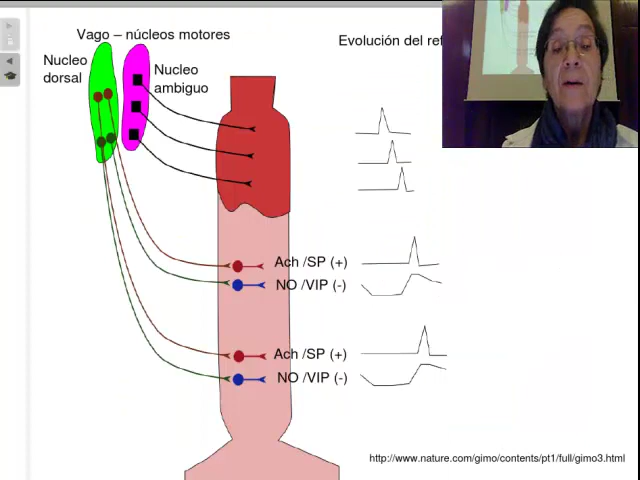 Vago – núcleos motores
Evolución del ref
Nucleo
dorsal
Nucleo
ambiguo
Ach /SP (+)
NO /VIP (-)
Ach /SP (+)
NO /VIP (-)
http://www.nature.com/gimo/contents/pt1/full/gimo3.html